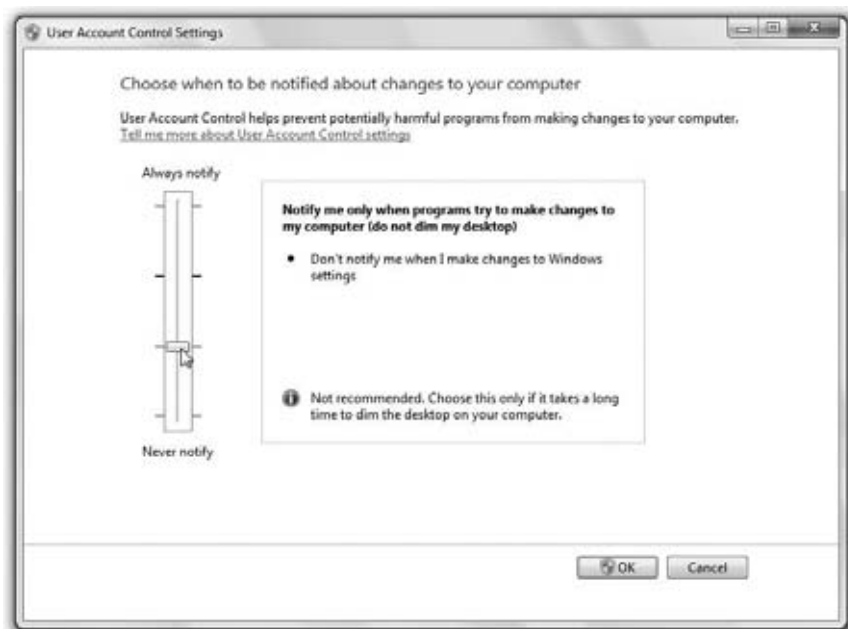 User Account Control Settings
Choose when to be notified about changes to your computer
User Account Control helps prevent potentially harmful programs from making changes to your computer.
Tell me more about User Account Control settings
Always notify
Notify me only when programs try to make changes to
my computer (do not dim my desktop)
• Don't notify me when I make changes to Windows
settings
Not recommended. Choose this only if it takes a long
time to dim the desktop on your computer.
Never notify
OK
Cancel